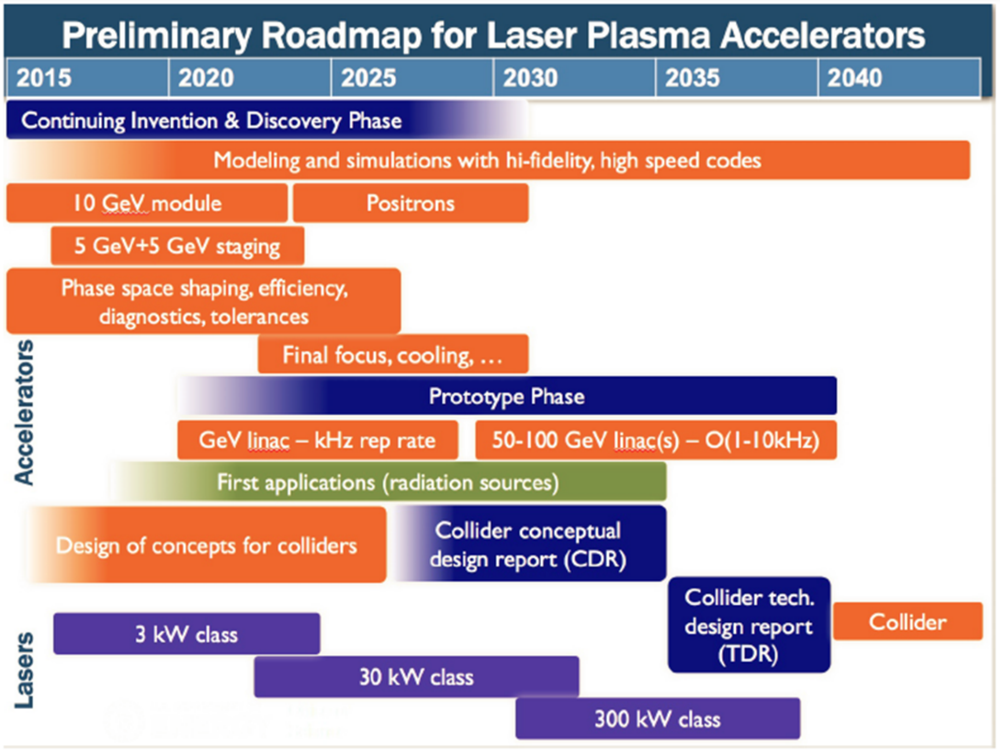 Preliminary Roadmap for Laser Plasma Accelerators
2015 2020 2025 2030 2035 2040
Continuing Invention & Discovery Phase
Modeling and simulations with hi-fidelity, high speed codes
10 GeV module
Positrons
5 GeV+5 GeV staging
Phase space shaping, efficiency,
diagnostics, tolerances
Final focus, cooling, ...
Accelerators
Prototype Phase
GeV linac – kHz rep rate
50-100 GeV linac(s) – O(1-10kHz)
First applications (radiation sources)
Design of concepts for colliders
Collider conceptual
design report (CDR)
Collider tech.
design report
(TDR)
Collider
Lasers
3 kW class
30 kW class
300 kW class